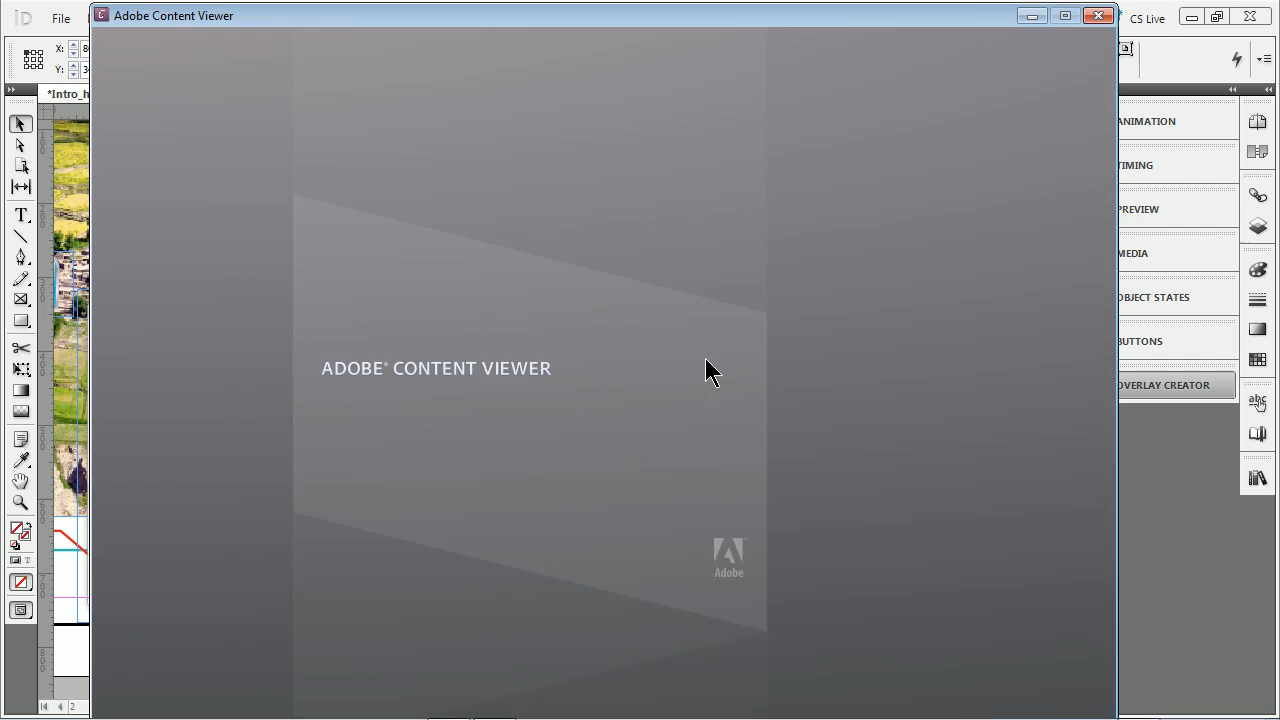 Adobe Content Viewer
File
CS Live
X:
Y:
*Intro_h
ANIMATION
TIMING
PREVIEW
MEDIA
OBJECT STATES
BUTTONS
OVERLAY CREATOR
ADOBE® CONTENT VIEWER
Adobe
2